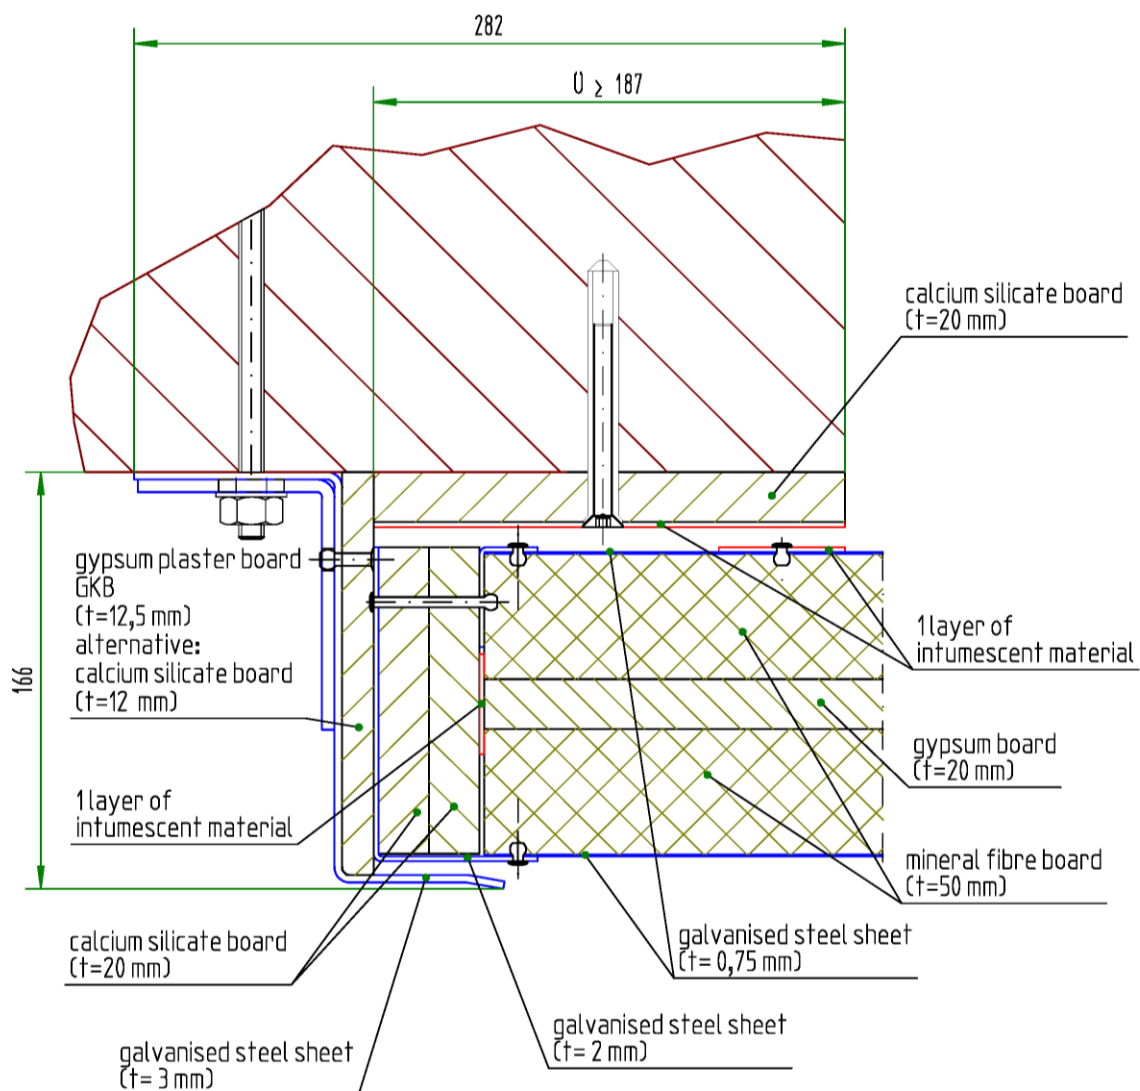 282
Ü ≥ 187
calcium silicate board
(t=20 mm)
gypsum plaster board
GKB
(t=12,5 mm)
alternative:
calcium silicate board
(t=12 mm)
166
1 layer of
intumescent material
gypsum board
(t=20 mm)
1 layer of
intumescent material
mineral fibre board
(t=50 mm)
calcium silicate board
(t=20 mm)
galvanised steel sheet
(t= 0,75 mm)
galvanised steel sheet
(t= 2 mm)
galvanised steel sheet
(t= 3 mm)